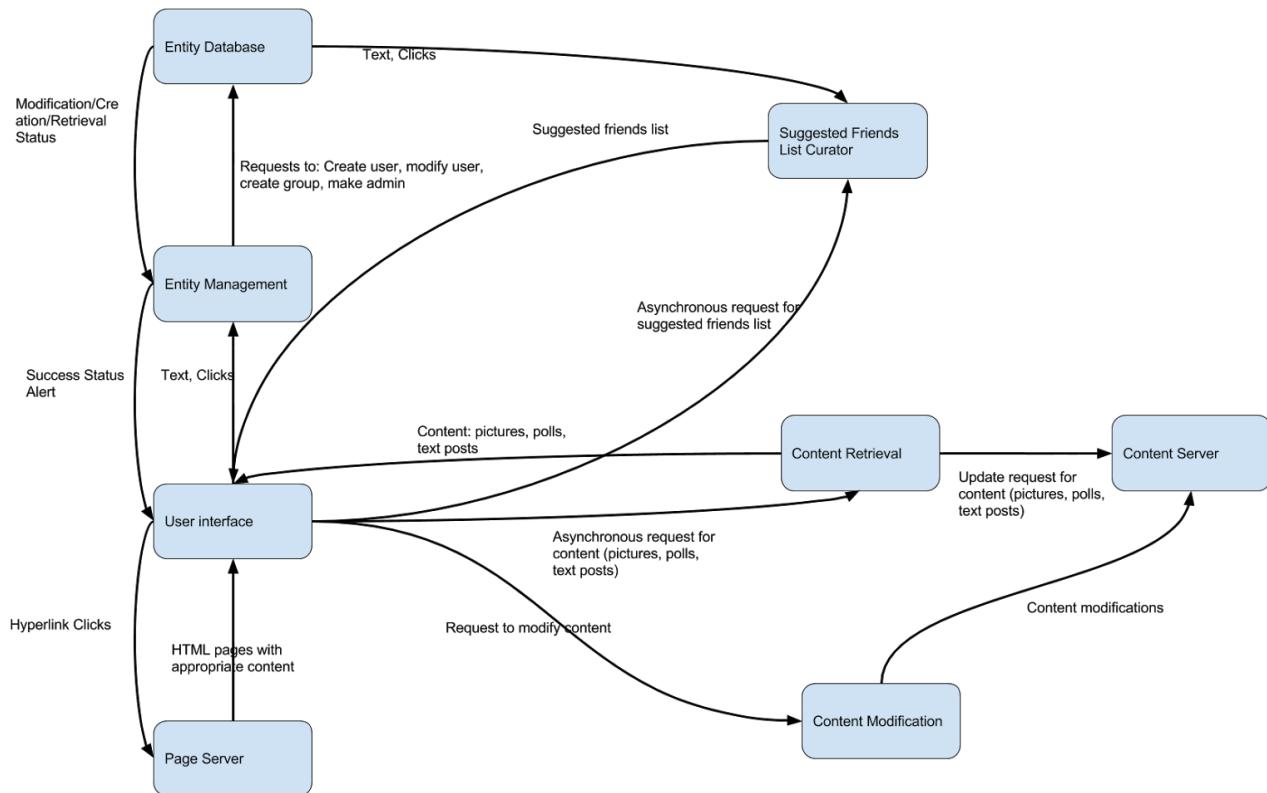 Entity Database
Text, Clicks
Modification/Cre
ation/Retrieval
Status
Suggested friends list
Suggested Friends
List Curator
Requests to: Create user, modify user,
create group, make admin
Entity Management
Asynchronous request for
suggested friends list
Success Status
Alert
Text, Clicks
Content: pictures, polls,
text posts
Content Retrieval
Content Server
Update request for
content (pictures, polls,
text posts)
User interface
Asynchronous request for
content (pictures, polls,
text posts)
Hyperlink Clicks
Request to modify content
Content modifications
HTML pages with
appropriate content
Content Modification
Page Server